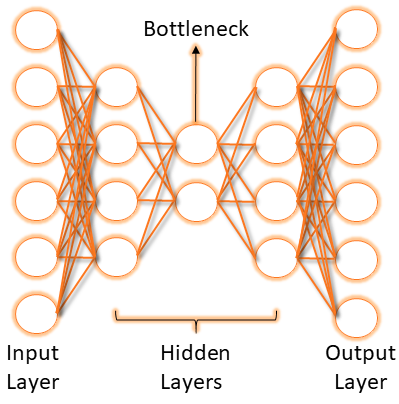 Bottleneck
Input
Layer
Hidden
Layers
Output
Layer